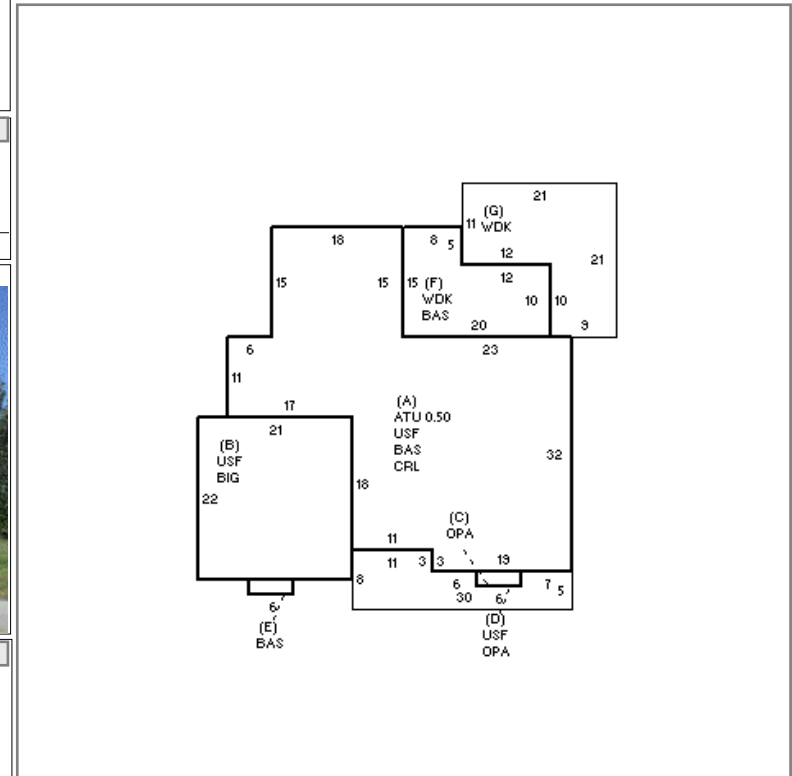 21
(G)
11
WDK
18
8
5
12
21
12
15
15
15
(F)
WDK
BAS
10
10
20
9
6
23
11
17
(A)
ATU 0.50
USF
BAS
CRL
21
(B)
USF
BIG
32
18
22
(C)
OPA
11
11
3
3
19
8
6
7
5
30
6
6
(E)
BAS
(D)
USF
OPA